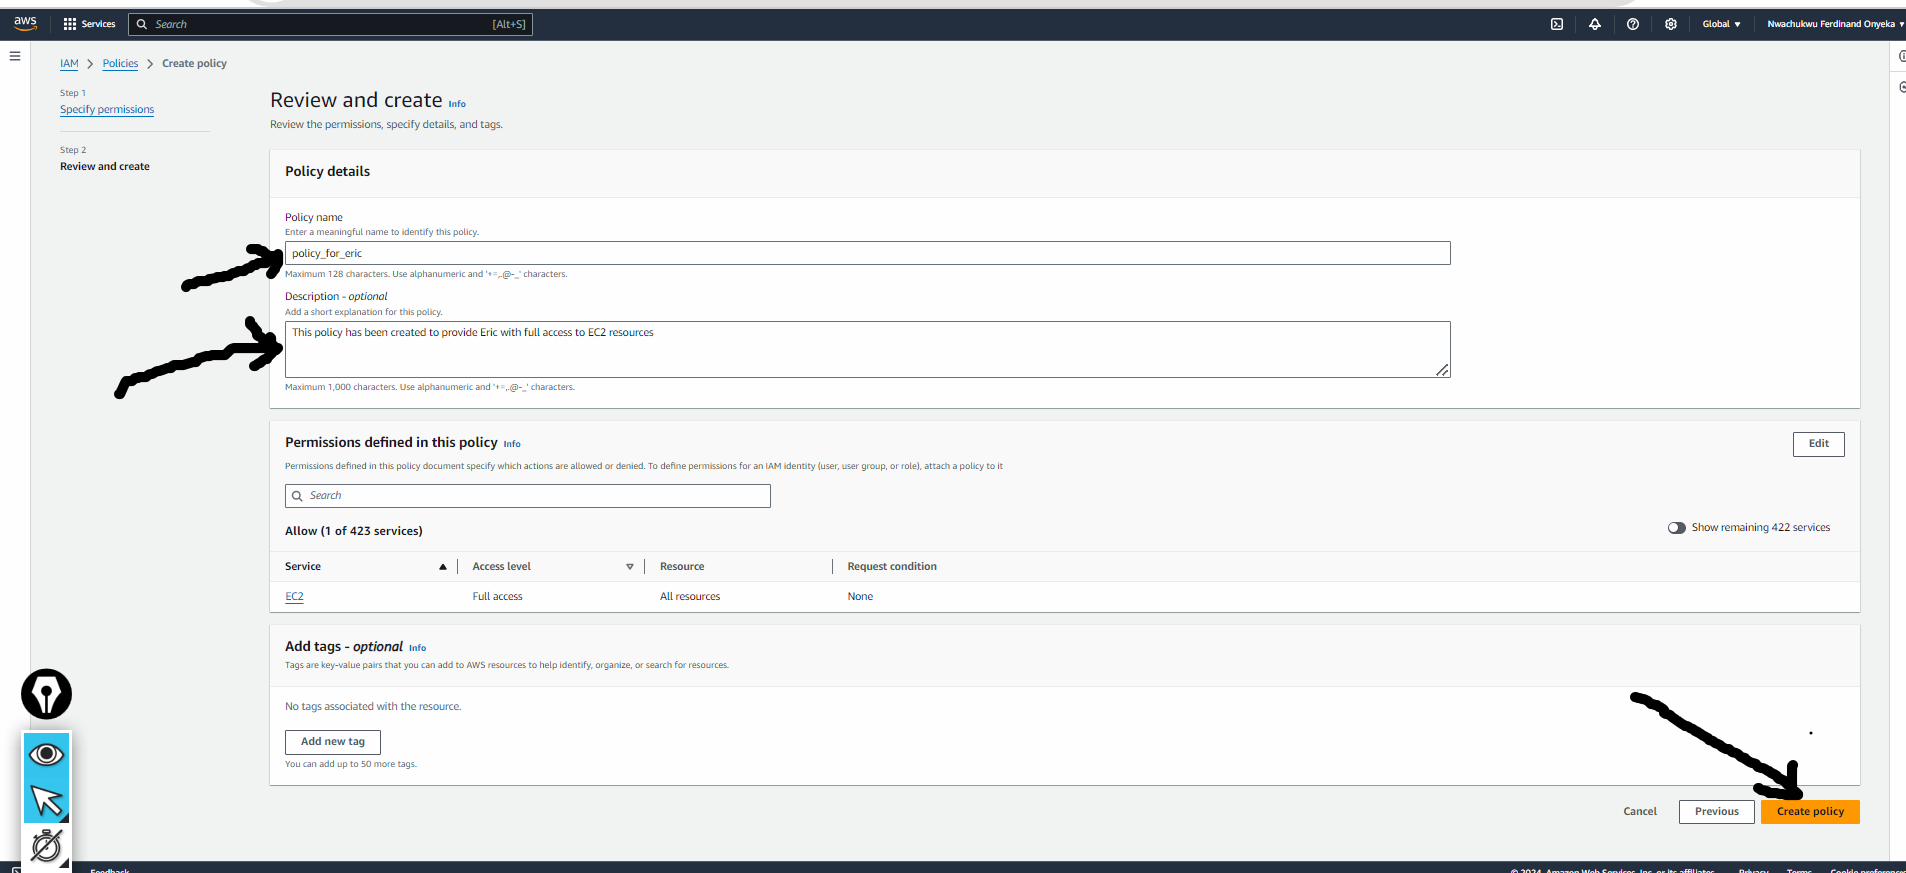 aws
Services
Search
[Alt+S]
Global
Nwachukwu Ferdinand Onyeka
IAM
Policies
Create policy
Step 1
Specify permissions
Step 2
Review and create
Review and create Info
Review the permissions, specify details, and tags.
Policy details
Policy name
Enter a meaningful name to identify this policy.
policy_for_eric
Maximum 128 characters. Use alphanumeric and '+=,.@-_' characters.
Description - optional
Add a short explanation for this policy.
This policy has been created to provide Eric with full access to EC2 resources
Maximum 1,000 characters. Use alphanumeric and '+=,.@-_' characters.
Permissions defined in this policy Info
Edit
Permissions defined in this policy document specify which actions are allowed or denied. To define permissions for an IAM identity (user, user group, or role), attach a policy to it
Search
Allow (1 of 423 services)
Show remaining 422 services
Service
Access level
Resource
Request condition
EC2
Full access
All resources
None
Add tags - optional Info
Tags are key-value pairs that you can add to AWS resources to help identify, organize, or search for resources.
No tags associated with the resource.
Add new tag
You can add up to 50 more tags.
Cancel
Previous
Create policy
Feedback
© 2024, Amazon Web Services, Inc. or its affiliates.
Privacy
Terms
Cookie preferences